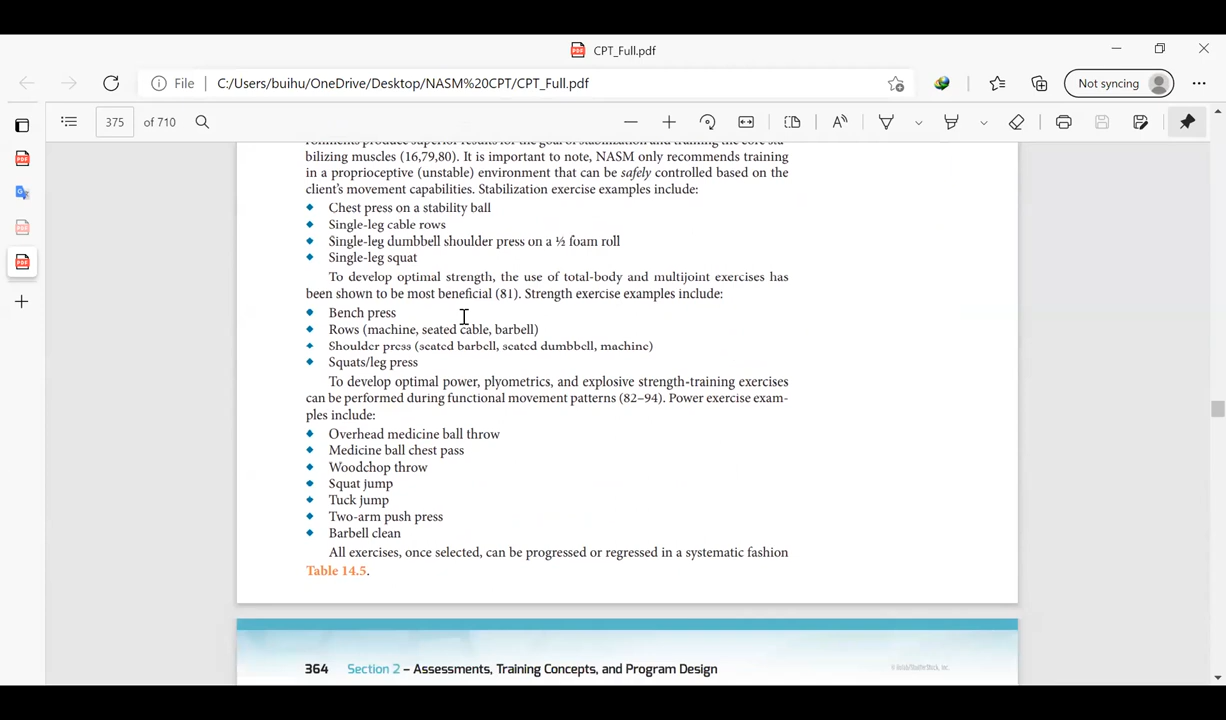 CPT_Full.pdf
File C:/Users/buihu/OneDrive/Desktop/NASM%20CPT/CPT_Full.pdf
Not syncing
375 of 710
bilizing muscles (16,79,80). It is important to note, NASM only recommends training
in a proprioceptive (unstable) environment that can be safely controlled based on the
client's movement capabilities. Stabilization exercise examples include:
◆ Chest press on a stability ball
◆ Single-leg cable rows
◆ Single-leg dumbbell shoulder press on a ½ foam roll
◆ Single-leg squat
To develop optimal strength, the use of total-body and multijoint exercises has
been shown to be most beneficial (81). Strength exercise examples include:
◆ Bench press
◆ Rows (machine, seated cable, barbell)
◆ Shoulder press (seated barbell, seated dumbbell, machine)
◆ Squats/leg press
To develop optimal power, plyometrics, and explosive strength-training exercises
can be performed during functional movement patterns (82–94). Power exercise exam-
ples include:
◆ Overhead medicine ball throw
◆ Medicine ball chest pass
◆ Woodchop throw
◆ Squat jump
◆ Tuck jump
◆ Two-arm push press
◆ Barbell clean
All exercises, once selected, can be progressed or regressed in a systematic fashion
Table 14.5.
364 Section 2 – Assessments, Training Concepts, and Program Design